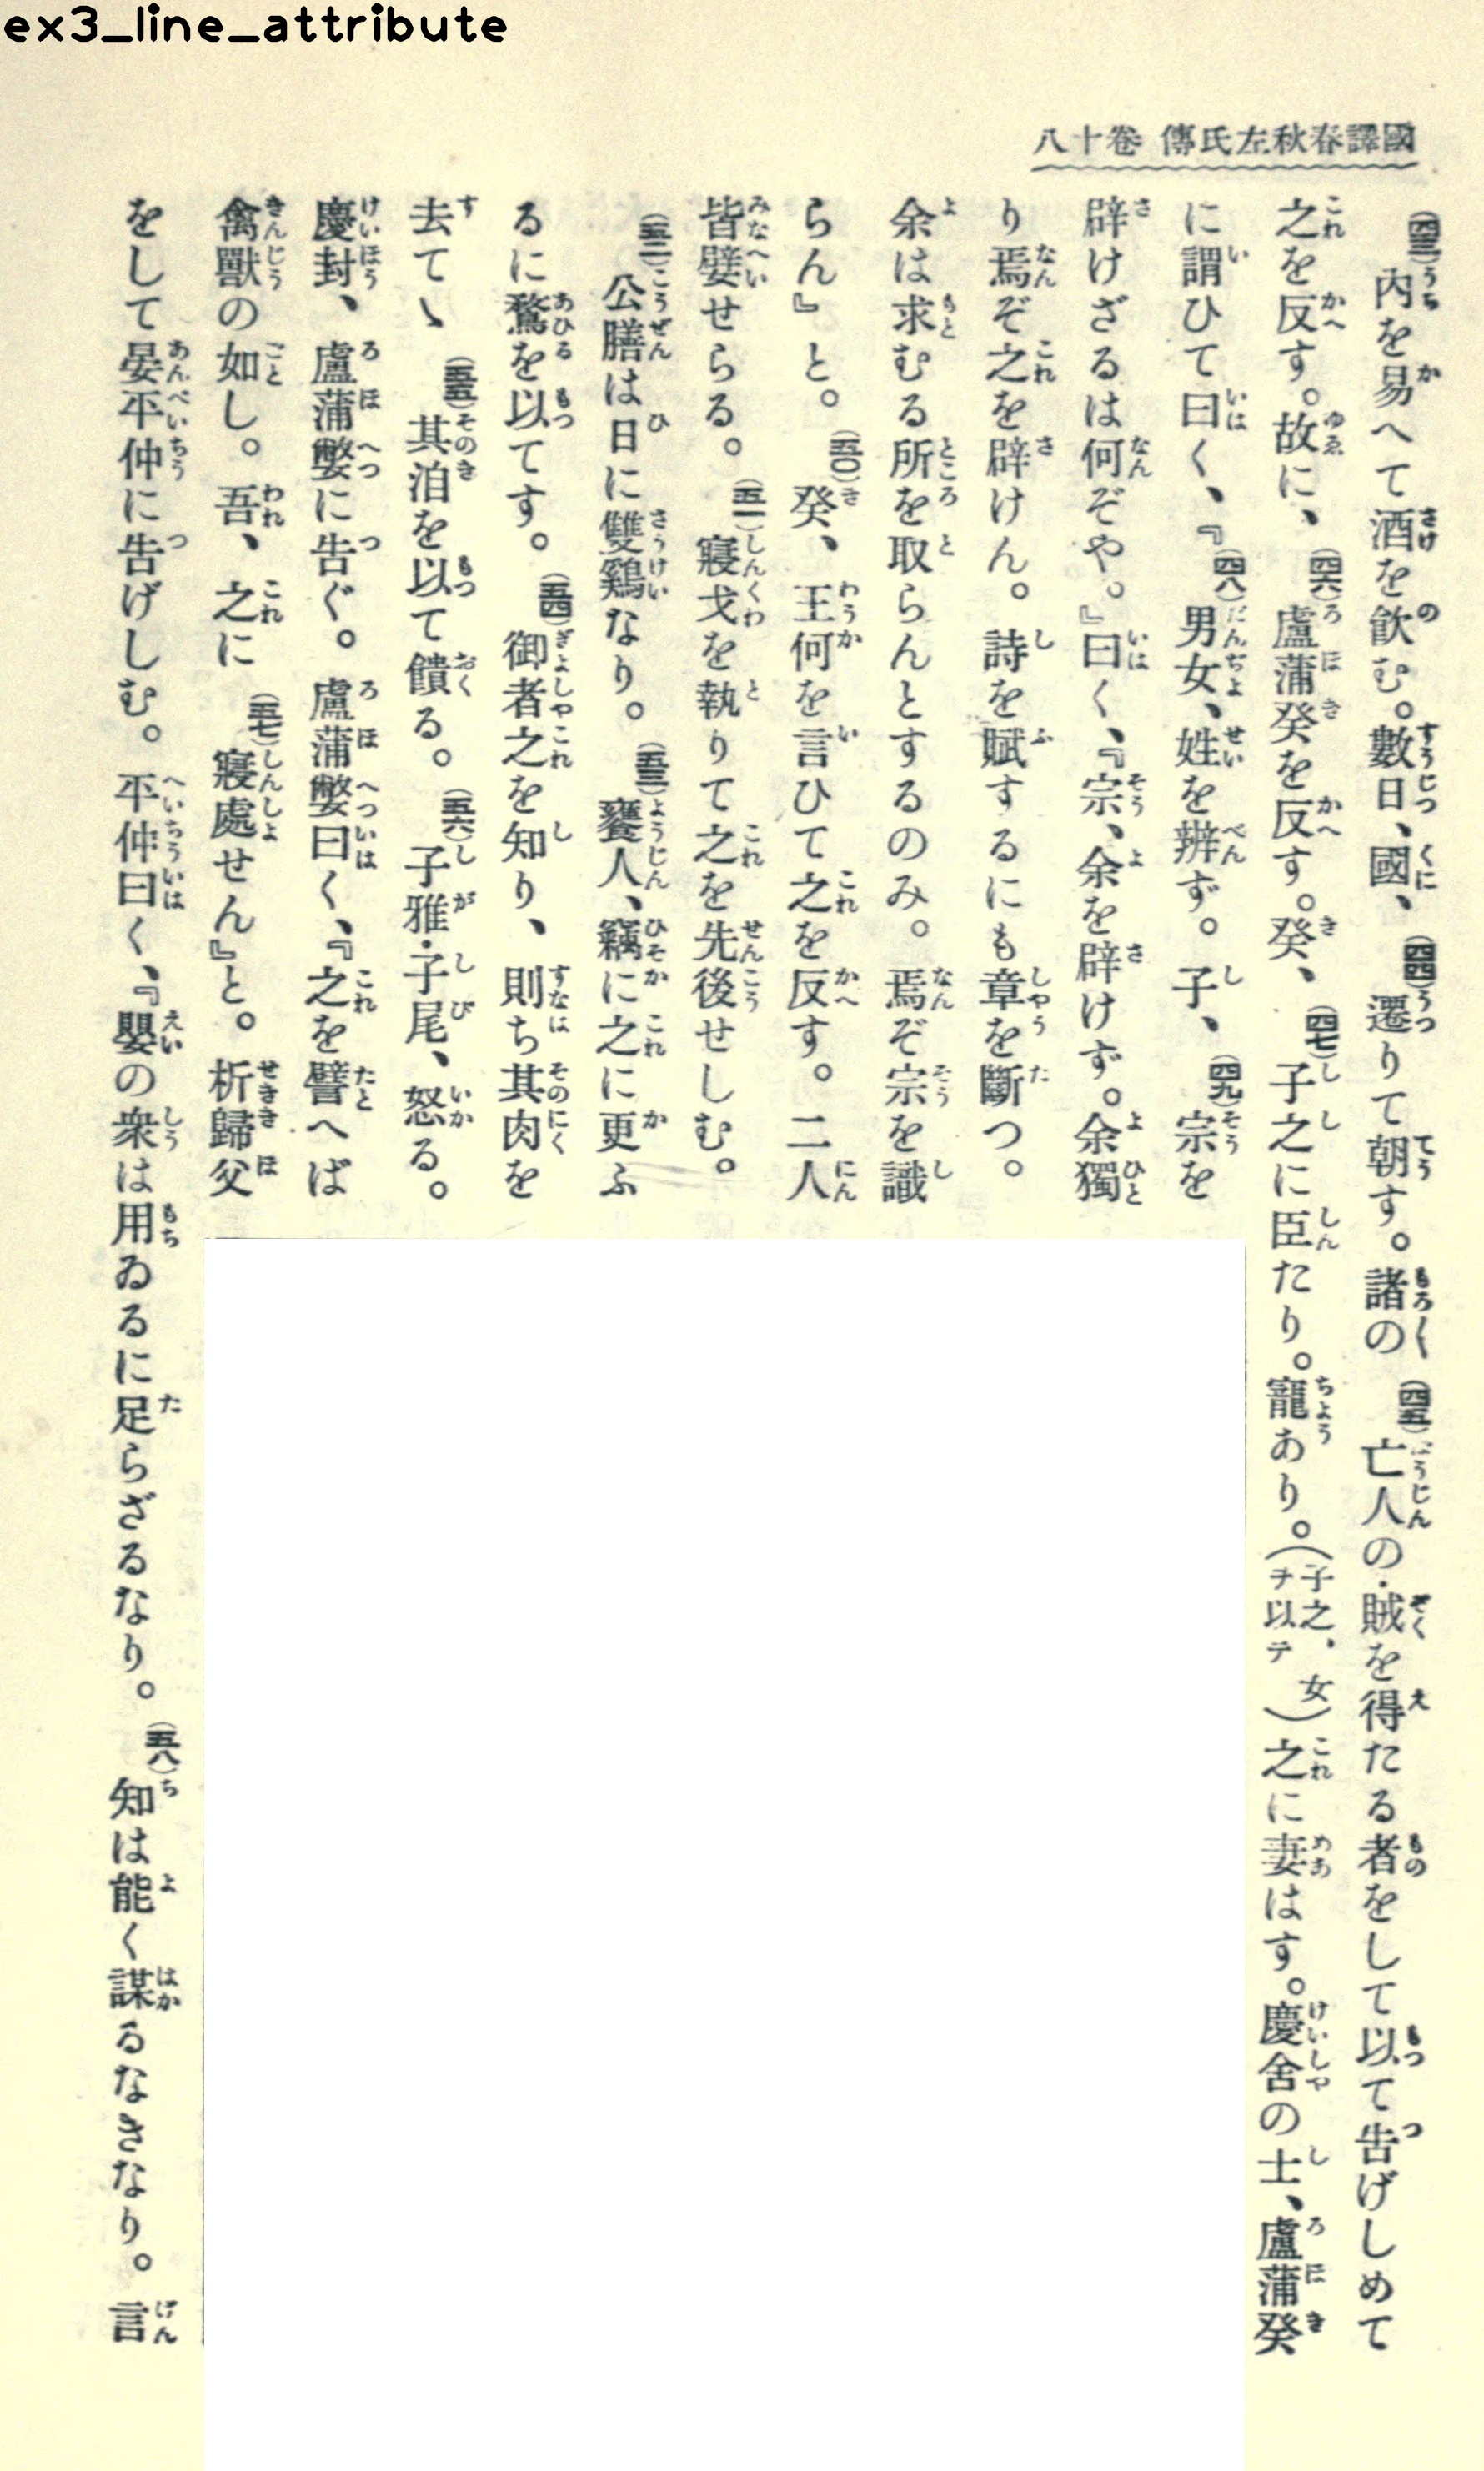 ex3_line_attribute
國譯春秋左氏傳 卷十八
(四三)內を易へて酒を飮む。數日、國、(四四)遷りて朝す。諸の(四五)亡人の・賊を得たる者をして以て告げしめて
之を反す。故に、(四六)盧蒲癸を反す。癸、(四七)子之に臣たり。寵あり。(子之、女ヲ以テ)之に妻はす。慶舍の士、盧蒲癸
に謂ひて曰く、『(四八)男女、姓を辨ず。子、(四九)宗を
辟けざるは何ぞや。』曰く、『宗、余を辟けず。余獨
り焉ぞ之を辟けん。詩を賦するにも章を斷つ。
余は求むる所を取らんとするのみ。焉ぞ宗を識
らん』と。(五〇)癸、王何を言ひて之を反す。二人
皆嬖せらる。(五一)寢戈を執りて之を先後せしむ。
(五二)公膳は日に雙鷄なり。(五三)饔人、竊に之に更ふ
るに鶩を以てす。(五四)御者之を知り、則ち其肉を
去てゝ(五五)其洎を以て饋る。(五六)子雅・子尾、怒る。
慶封、盧蒲嫳に吿ぐ。盧蒲嫳曰く、『之を譬へば
禽獸の如し。吾、之に(五七)寢處せん』と。析歸父
をして晏平仲に吿げしむ。平仲曰く、『嬰の衆は用ゐるに足らざるなり。(五八)知は能く謀るなきなり。言